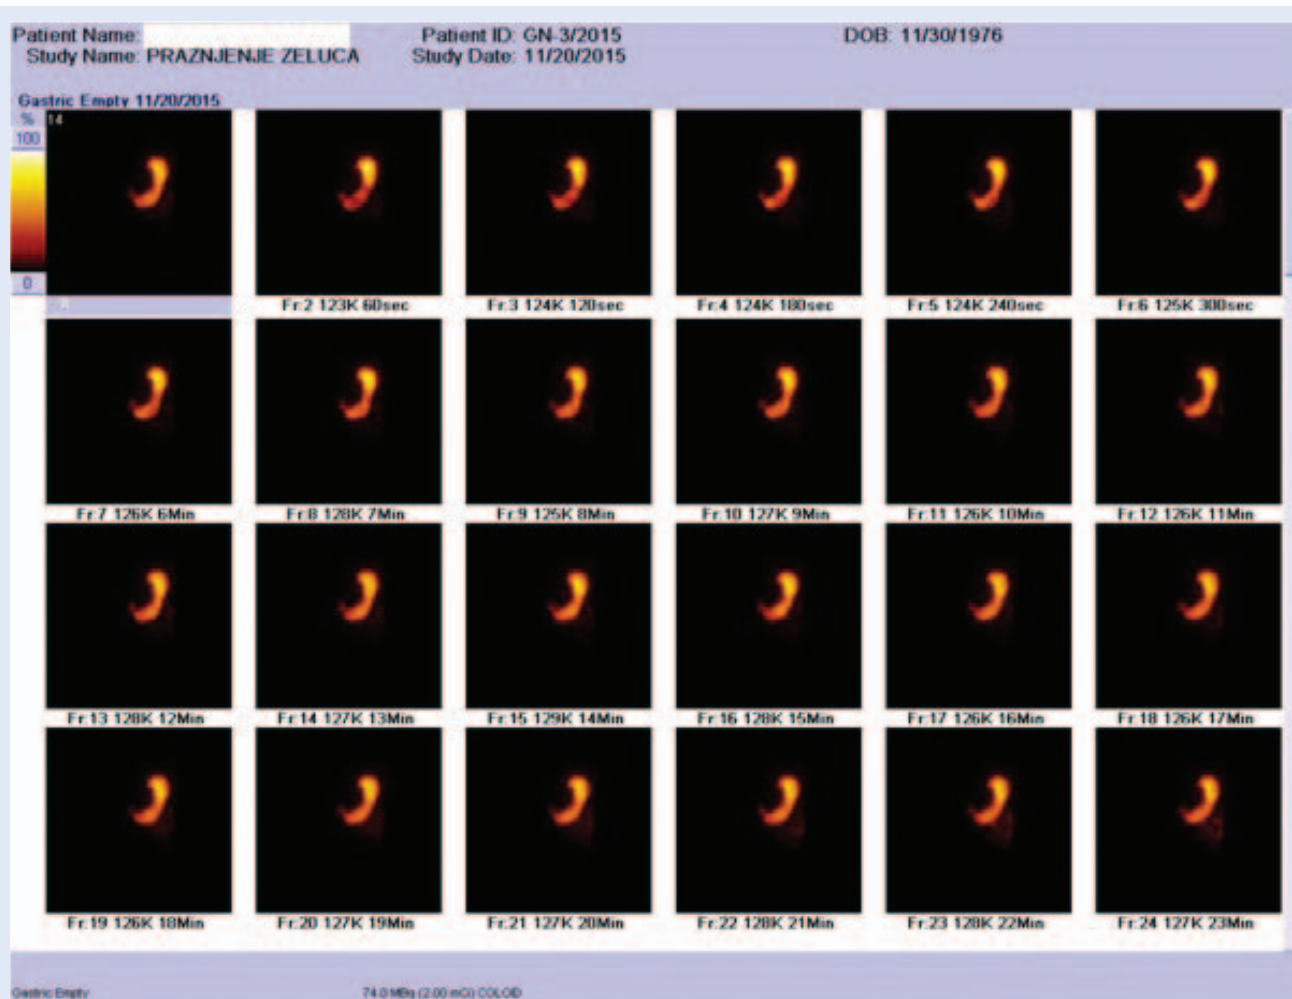 Patient Name: Patient ID: GN-3/2015 DOB: 11/30/1976
Study Name: PRAZNJENJE ZELUCA Study Date: 11/20/2015
Gastric Empty 11/20/2015
%
14
100
0
Fr:2 123K 60sec Fr:3 124K 120sec Fr:4 124K 180sec Fr:5 124K 240sec Fr:6 125K 300sec
Fr:7 126K 6Min Fr:8 128K 7Min Fr:9 125K 8Min Fr:10 127K 9Min Fr:11 126K 10Min Fr:12 126K 11Min
Fr:13 128K 12Min Fr:14 127K 13Min Fr:15 129K 14Min Fr:16 128K 15Min Fr:17 126K 16Min Fr:18 126K 17Min
Fr:19 126K 18Min Fr:20 127K 19Min Fr:21 127K 20Min Fr:22 128K 21Min Fr:23 128K 22Min Fr:24 127K 23Min
Gastric Empty 74.0 MBq (2.00 mCi) COLOID